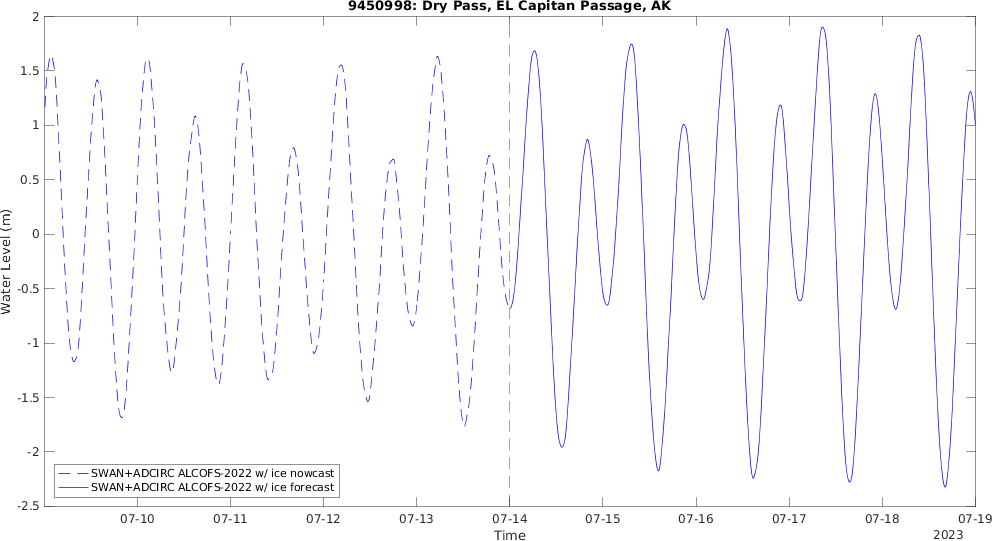 9450998: Dry Pass, EL Capitan Passage, AK
2
1.5
1
0.5
0
-0.5
-1
-1.5
-2
-2.5
Water Level (m)
SWAN+ADCIRC ALCOFS-2022 w/ ice nowcast
SWAN+ADCIRC ALCOFS-2022 w/ ice forecast
07-10 07-11 07-12 07-13 07-14 07-15 07-16 07-17 07-18 07-19
Time
2023